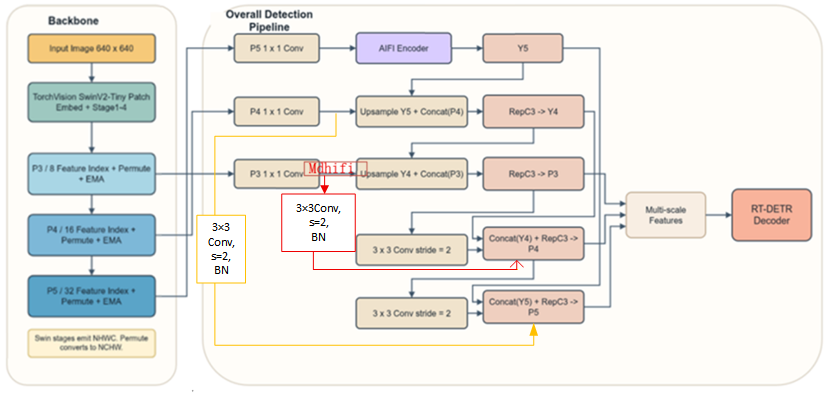 Backbone
Input Image 640 x 640
TorchVision SwinV2-Tiny Patch
Embed + Stage1-4
P3 / 8 Feature Index + Permute
+ EMA
P4 / 16 Feature Index +
Permute + EMA
P5 / 32 Feature Index +
Permute + EMA
Swin stages emit NHWC. Permute
converts to NCHW.
Overall Detection
Pipeline
P5 1 x 1 Conv
AIFI Encoder
Y5
P4 1 x 1 Conv
Upsample Y5 + Concat(P4)
RepC3 -> Y4
P3 1 x 1 Conv
Mdhifi
Upsample Y4 + Concat(P3)
RepC3 -> P3
3×3
Conv,
s=2,
BN
3×3Conv,
s=2,
BN
3 x 3 Conv stride = 2
Concat(Y4) + RepC3 ->
P4
3 x 3 Conv stride = 2
Concat(Y5) + RepC3 ->
P5
Multi-scale
Features
RT-DETR
Decoder